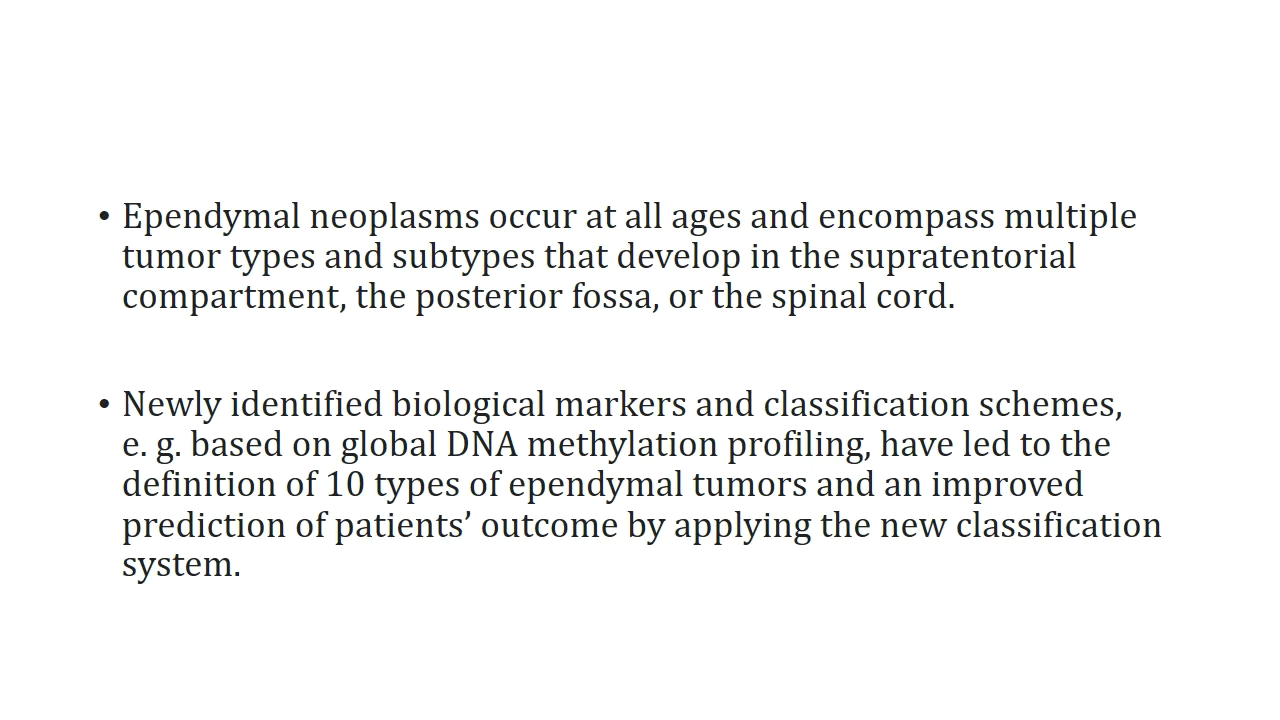 • Ependymal neoplasms occur at all ages and encompass multiple
tumor types and subtypes that develop in the supratentorial
compartment, the posterior fossa, or the spinal cord.
• Newly identified biological markers and classification schemes,
e. g. based on global DNA methylation profiling, have led to the
definition of 10 types of ependymal tumors and an improved
prediction of patients’ outcome by applying the new classification
system.